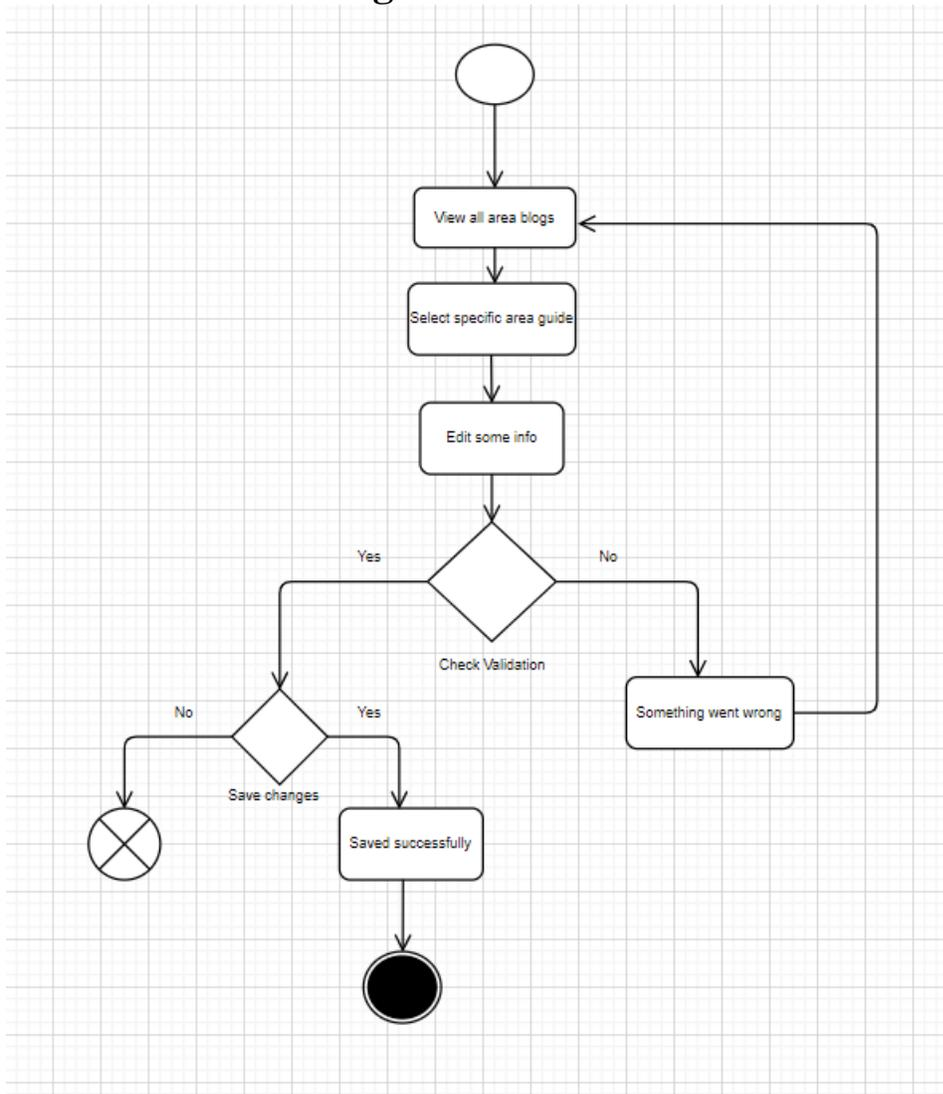 View all area blogs
Select specific area guide
Edit some info
Yes
No
Check Validation
No
Yes
Something went wrong
Save changes
Saved successfully